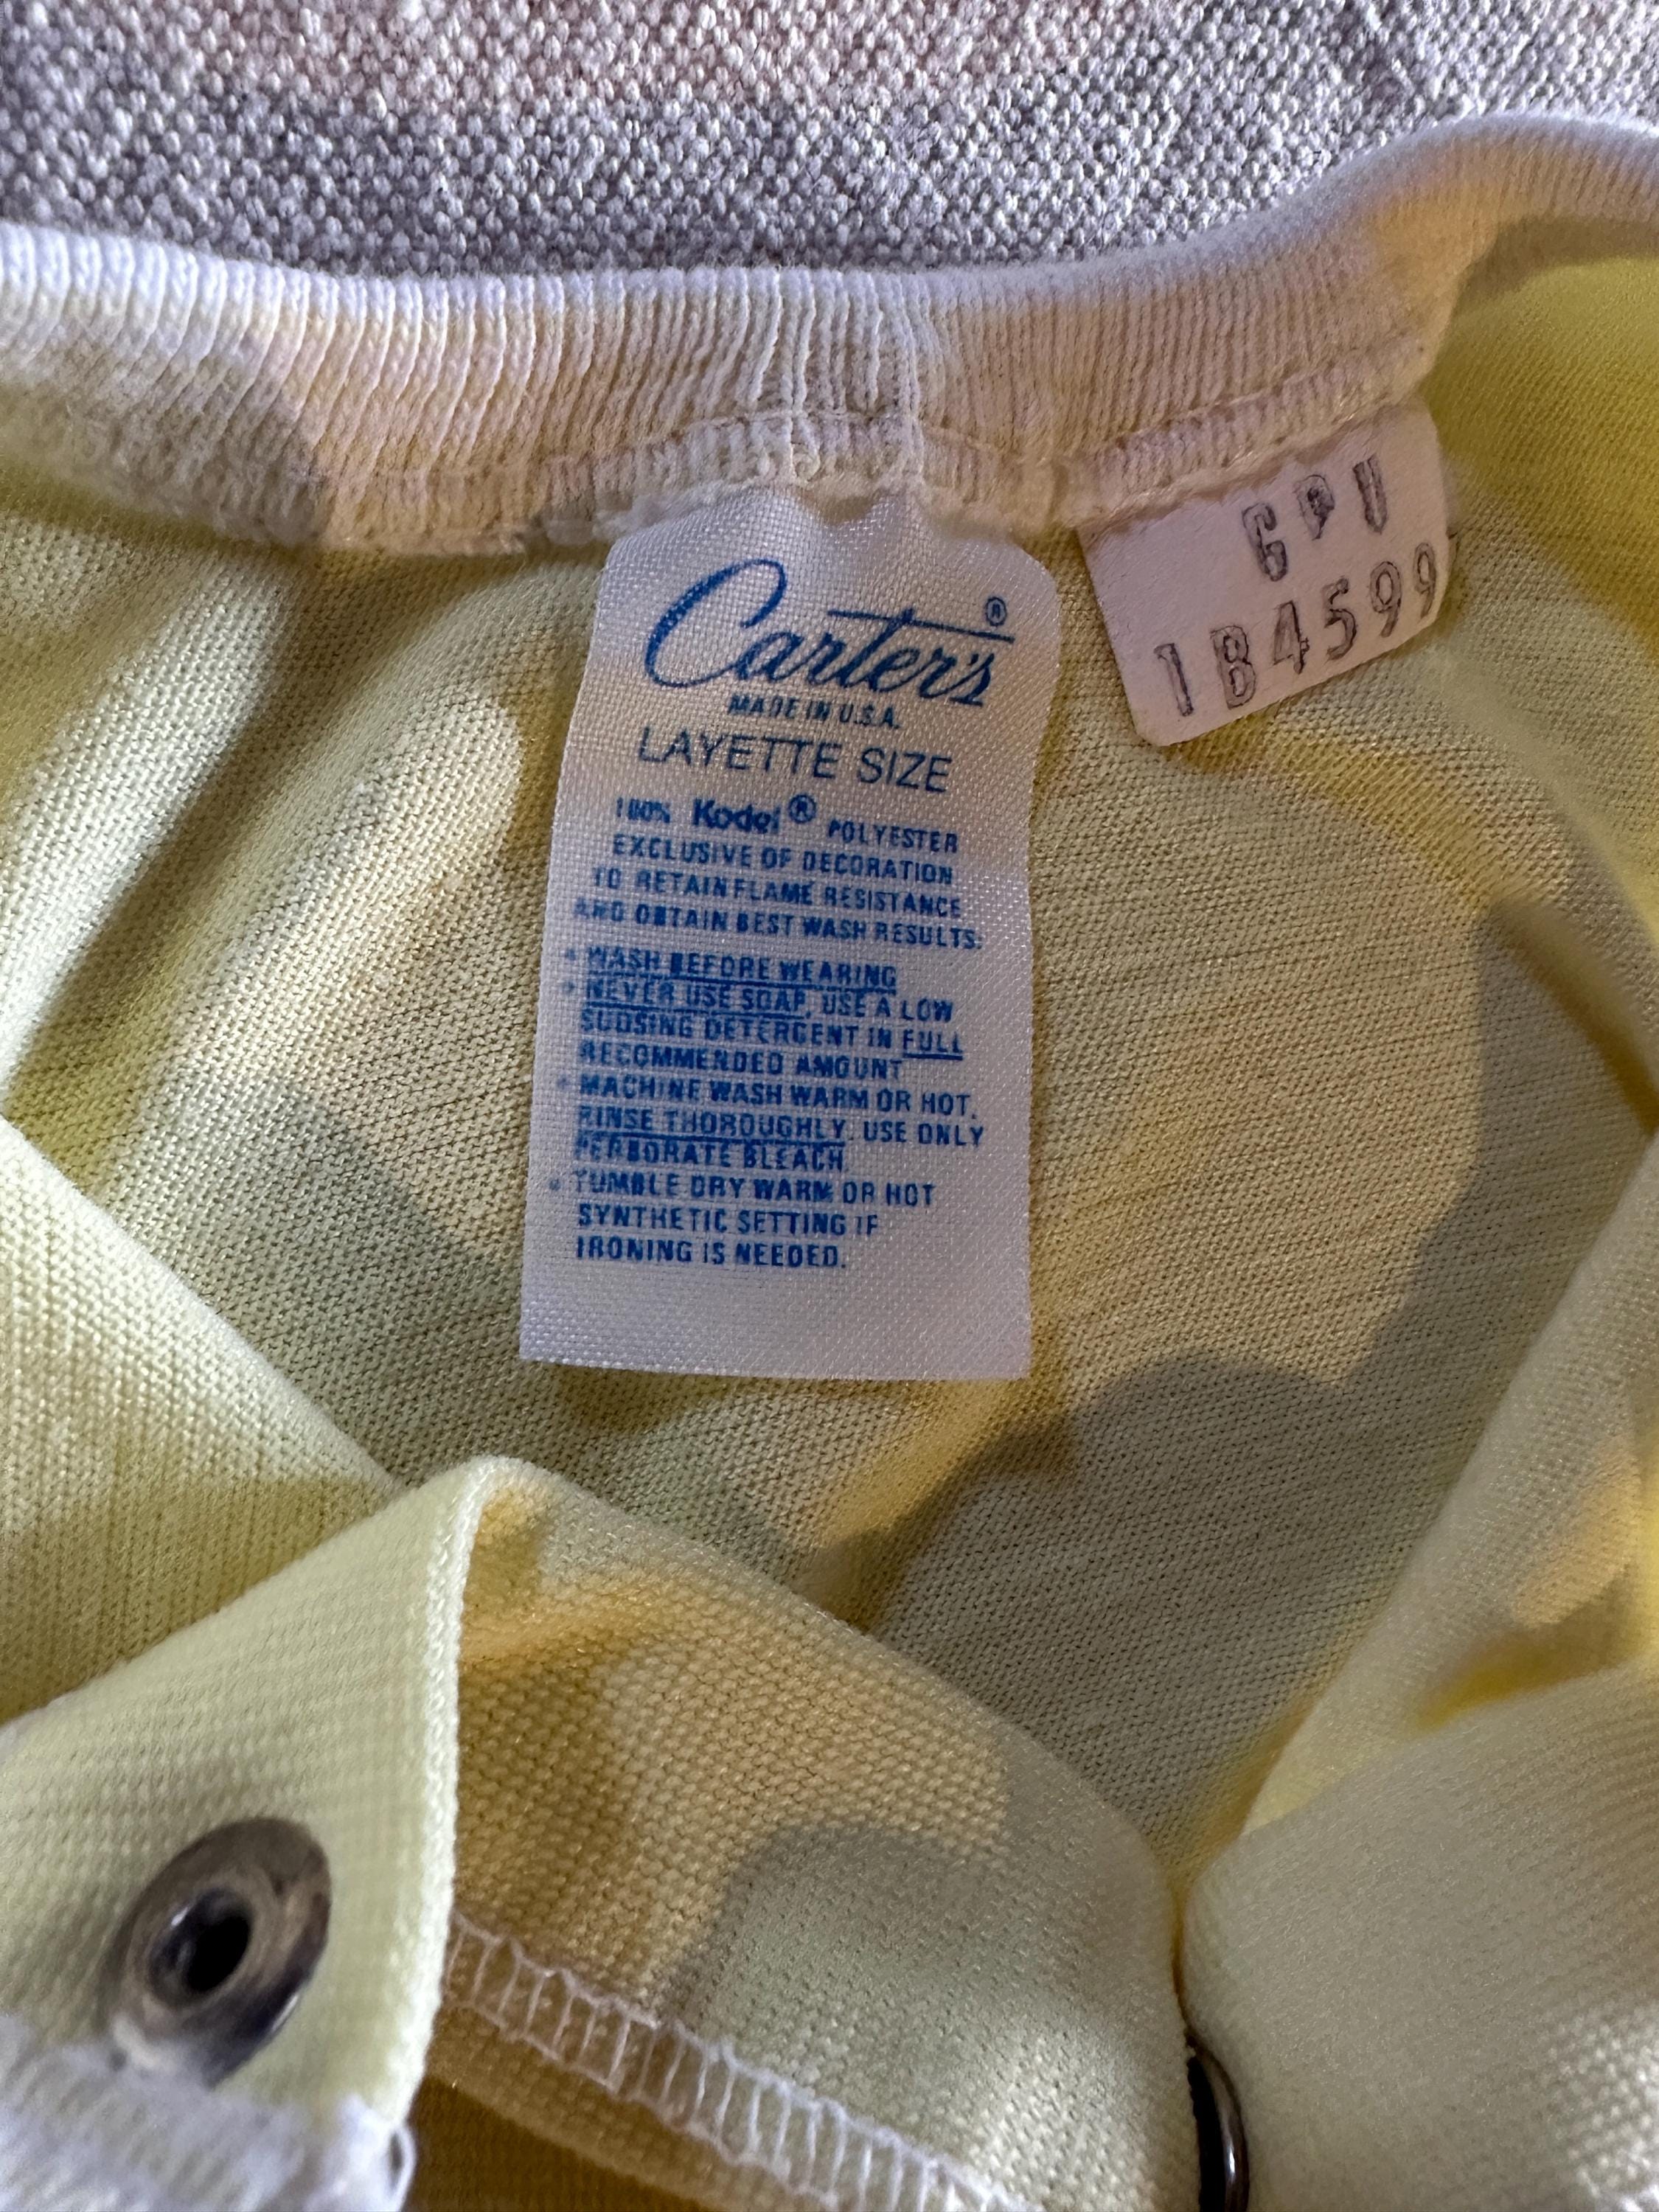 Carter's®
MADE IN U.S.A.
LAYETTE SIZE
100% Kodel® POLYESTER
EXCLUSIVE OF DECORATION
TO RETAIN FLAME RESISTANCE
AND OBTAIN BEST WASH RESULTS:
• WASH BEFORE WEARING
• NEVER USE SOAP, USE A LOW
SUDSING DETERGENT IN FULL
RECOMMENDED AMOUNT
• MACHINE WASH WARM OR HOT.
RINSE THOROUGHLY. USE ONLY
PERBORATE BLEACH
• TUMBLE DRY WARM OR HOT
SYNTHETIC SETTING IF
IRONING IS NEEDED.
1B4599